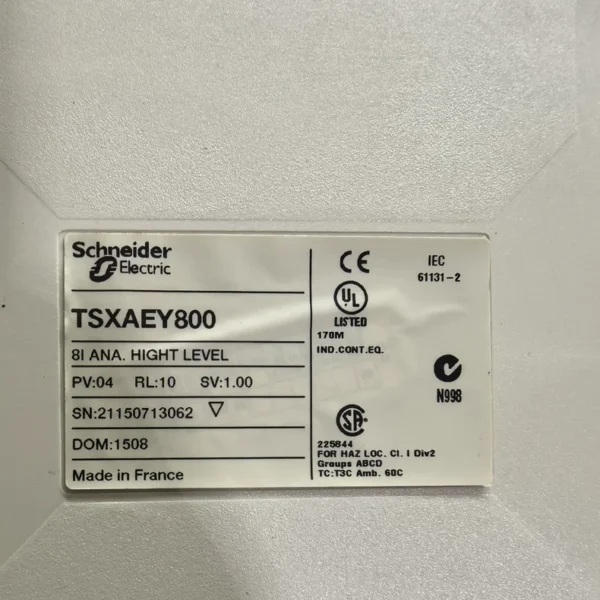 Schneider
Electric
TSXAEY800
8I ANA. HIGHT LEVEL
PV:04 RL:10 SV:1.00
SN:21150713062
DOM:1508
Made in France
CE
IEC
61131-2
UL
LISTED
170M
IND.CONT.EQ.
N998
SA
225844
FOR HAZ LOC. Cl. I Div2
Groups ABCD
TC:T3C Amb. 60C